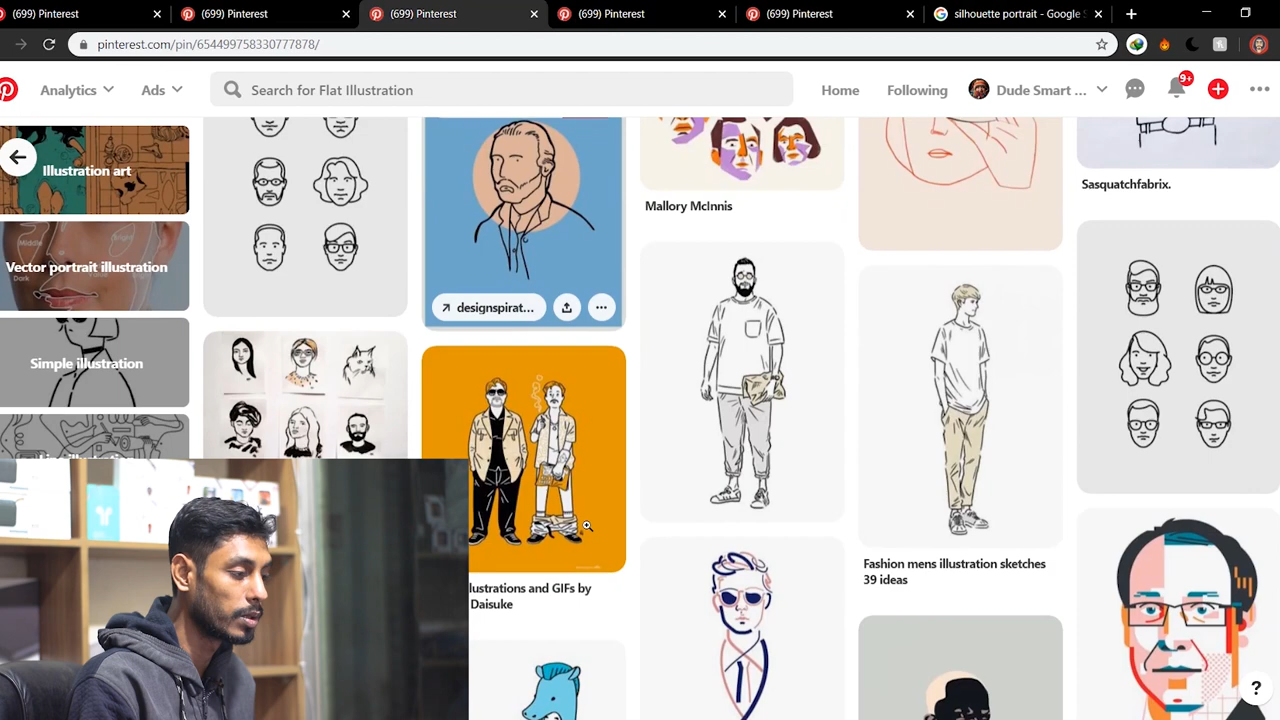 (699) Pinterest
(699) Pinterest
(699) Pinterest
(699) Pinterest
(699) Pinterest
silhouette portrait - Google S
pinterest.com/pin/654499758330777878/
Analytics
Ads
Search for Flat Illustration
Home
Following
Dude Smart ...
9+
Illustration art
Vector portrait illustration
Simple illustration
designspirat...
lustrations and GIFs by
Daisuke
Mallory McInnis
Fashion mens illustration sketches
39 ideas
Sasquatchfabrix.
?